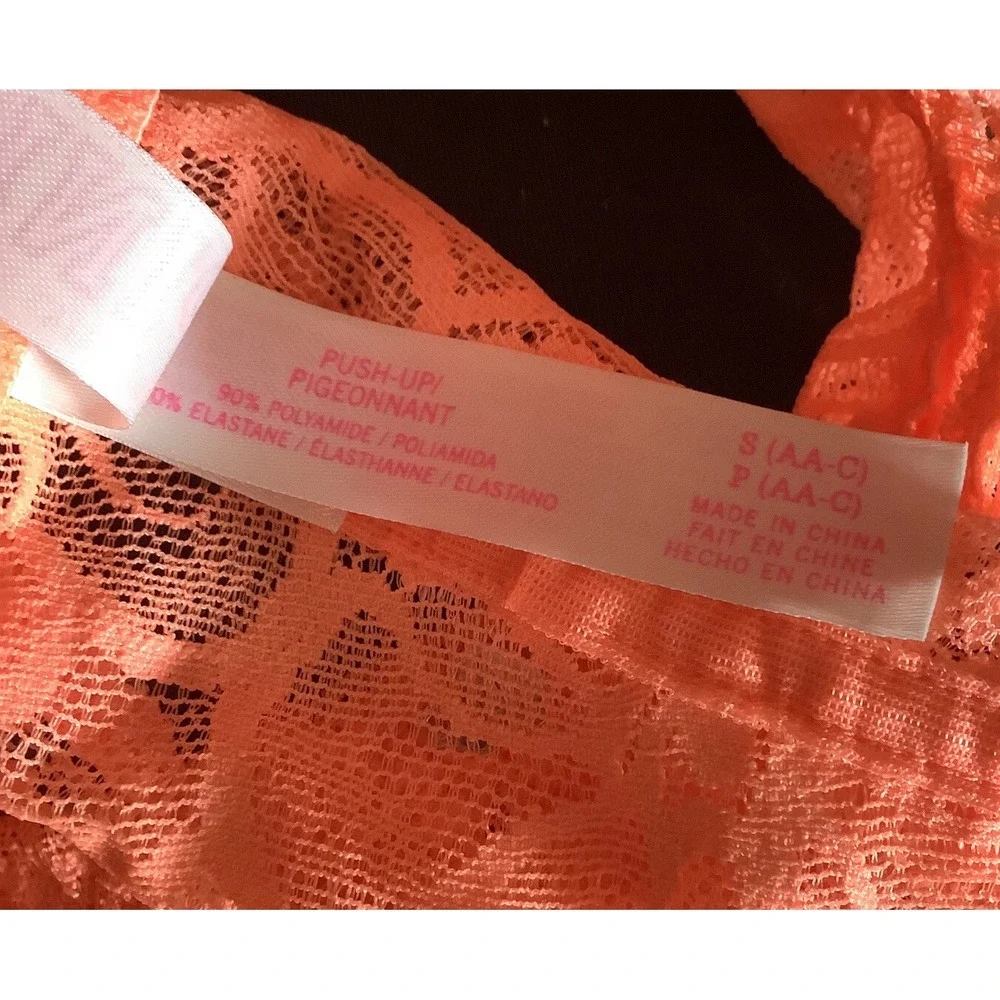 PUSH-UP/
PIGEONNANT
90% POLYAMIDE / POLIAMIDA
0% ELASTANE / ÉLASTHANNE / ELASTANO
S (AA-C)
P (AA-C)
MADE IN CHINA
FAIT EN CHINE
HECHO EN CHINA